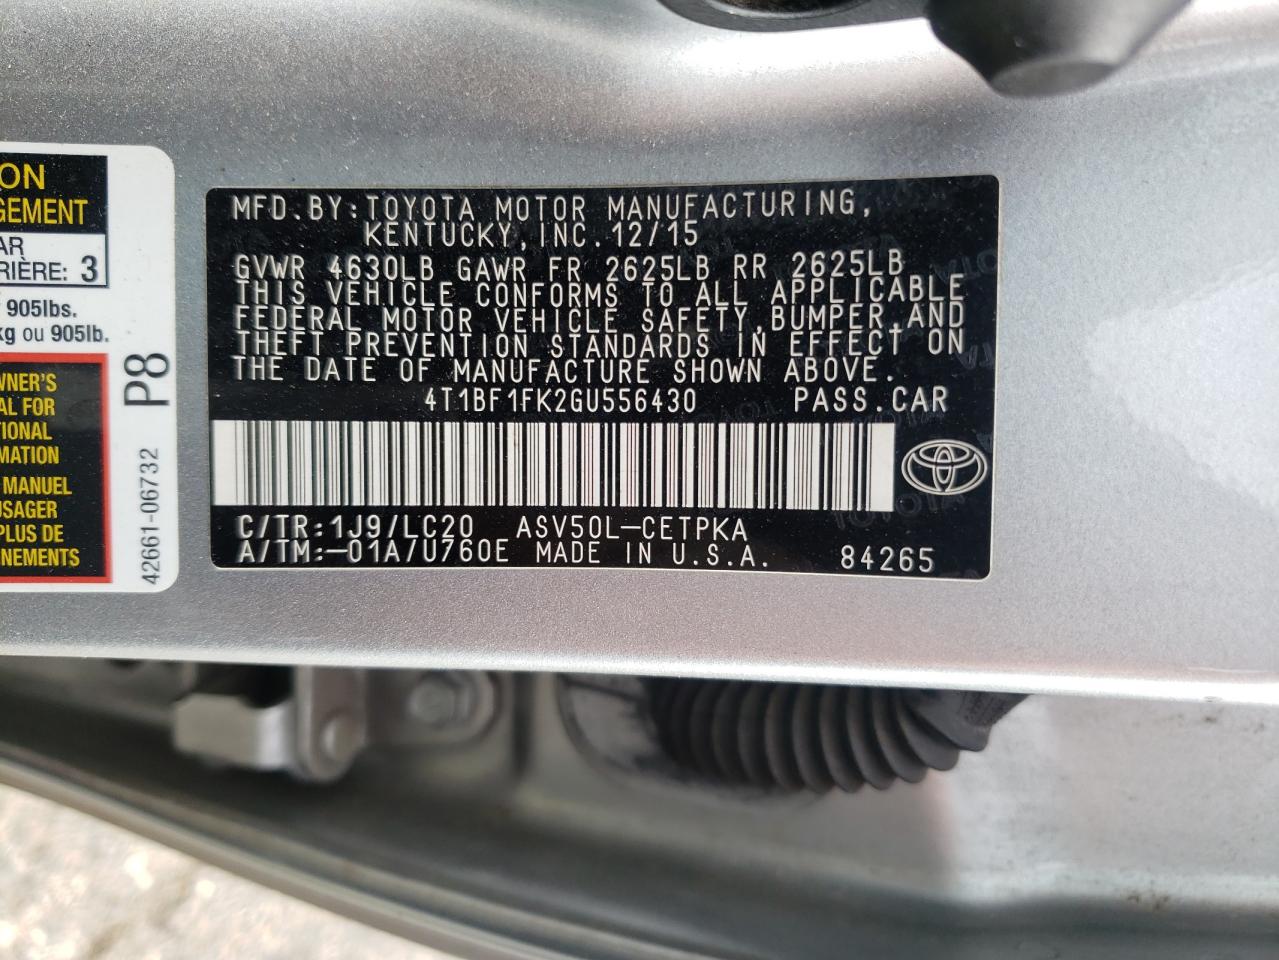 ON
GEMENT
AR
RIÈRE: 3
905lbs.
kg ou 905lb.
WNER'S
AL FOR
TIONAL
MATION
MANUEL
USAGER
PLUS DE
NEMENTS
P8
42661-06732
MFD.BY:TOYOTA MOTOR MANUFACTURING,
KENTUCKY,INC.12/15
GVWR 4630LB GAWR FR 2625LB RR 2625LB
THIS VEHICLE CONFORMS TO ALL APPLICABLE
FEDERAL MOTOR VEHICLE SAFETY,BUMPER,AND
THEFT PREVENTION STANDARDS IN EFFECT ON
THE DATE OF MANUFACTURE SHOWN ABOVE.
4T1BF1FK2GU556430 PASS.CAR
C/TR:1J9/LC20 ASV50L-CETPKA
A/TM:-01A/U760E MADE IN U.S.A. 84265